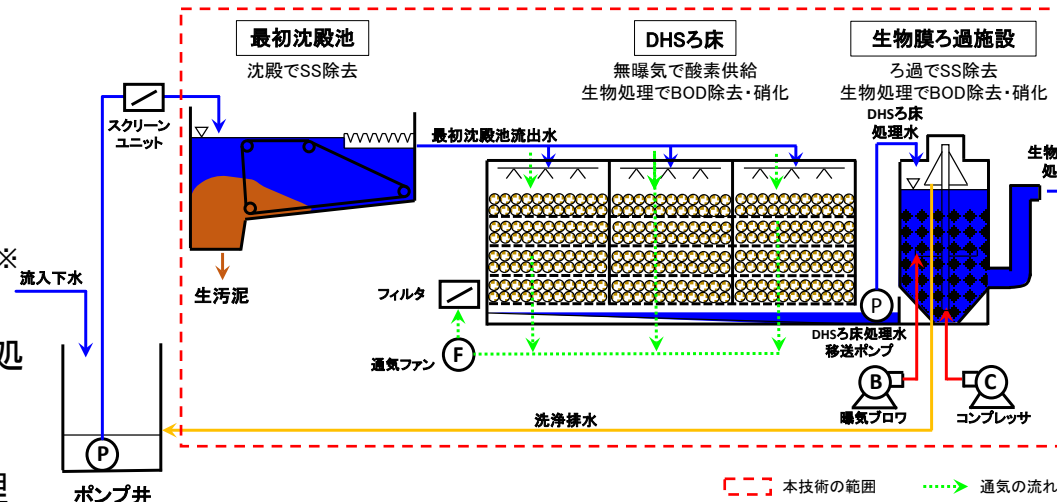 最初沈殿池
沈殿でSS除去
DHSろ床
無曝気で酸素供給
生物処理でBOD除去・硝化
生物膜ろ過施設
ろ過でSS除去
生物処理でBOD除去・硝化
スクリーン
ユニット
最初沈殿池流出水
DHSろ床
処理水
生物
処
※
流入下水
生汚泥
フィルタ
通気ファン
F
P
DHSろ床処理水
移送ポンプ
処
B
曝気ブロワ
C
コンプレッサ
洗浄排水
P
ポンプ井
理
本技術の範囲
通気の流れ